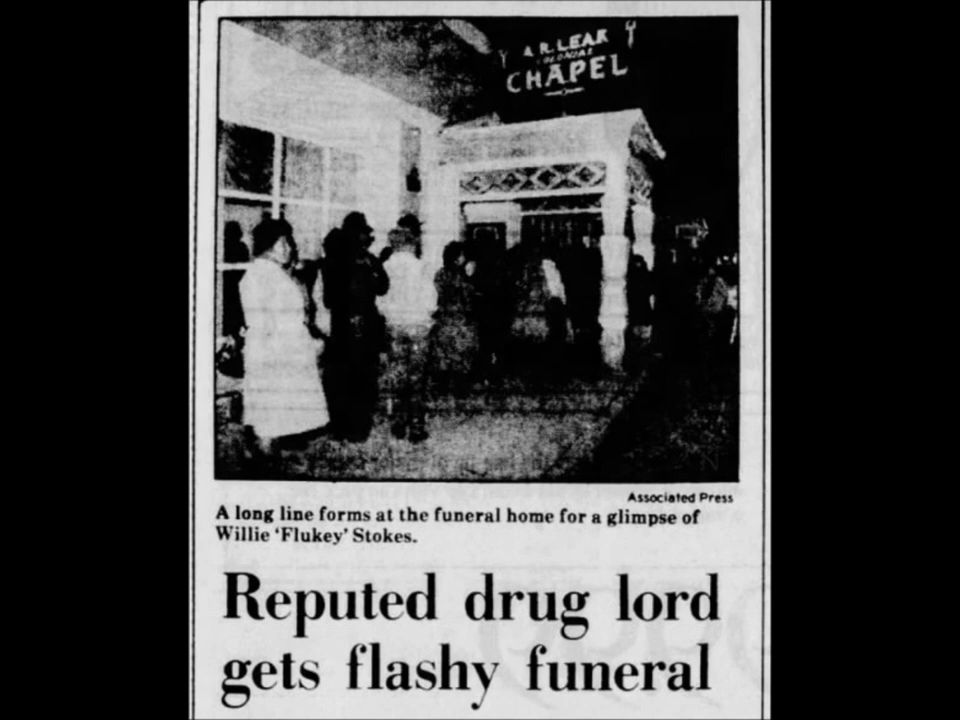 A.R. LEAK
COLONIAL
CHAPEL
Associated Press
A long line forms at the funeral home for a glimpse of
Willie 'Flukey' Stokes.
Reputed drug lord
gets flashy funeral